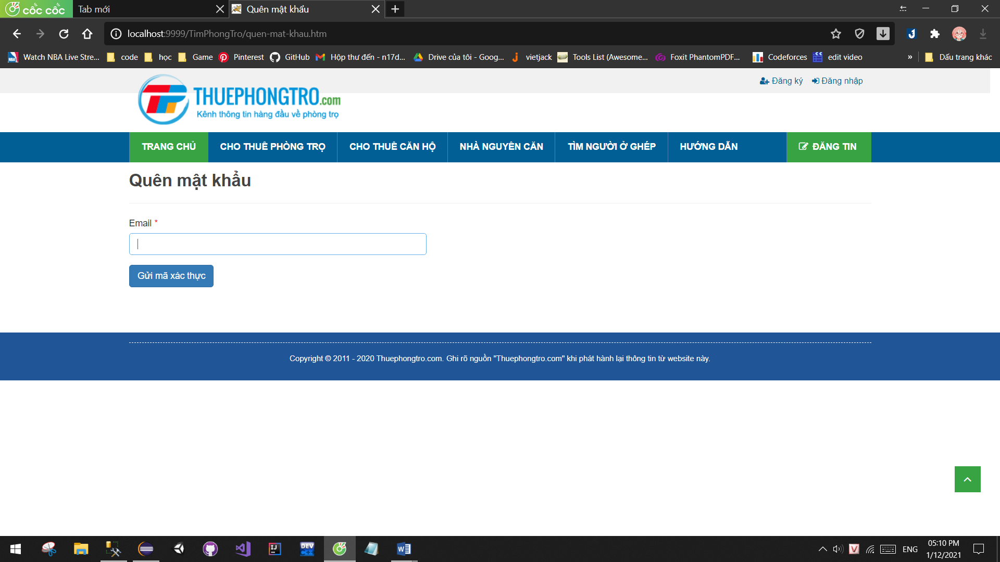 cốc cốc
Tab mới
Quên mật khẩu
localhost:9999/TimPhongTro/quen-mat-khau.htm
Watch NBA Live Stre...
code
học
Game
Pinterest
GitHub
Hộp thư đến - n17d...
Drive của tôi - Goog...
vietjack
Tools List (Awesome...
Foxit PhantomPDF...
Codeforces
edit video
»
Dấu trang khác
Đăng ký
Đăng nhập
THUEPHONGTRO.com
Kênh thông tin hàng đầu về phòng trọ
TRANG CHỦ
CHO THUÊ PHÒNG TRỌ
CHO THUÊ CĂN HỘ
NHÀ NGUYÊN CĂN
TÌM NGƯỜI Ở GHÉP
HƯỚNG DẪN
ĐĂNG TIN
Quên mật khẩu
Email *
Gửi mã xác thực
Copyright © 2011 - 2020 Thuephongtro.com. Ghi rõ nguồn "Thuephongtro.com" khi phát hành lại thông tin từ website này.
ENG
05:10 PM
1/12/2021